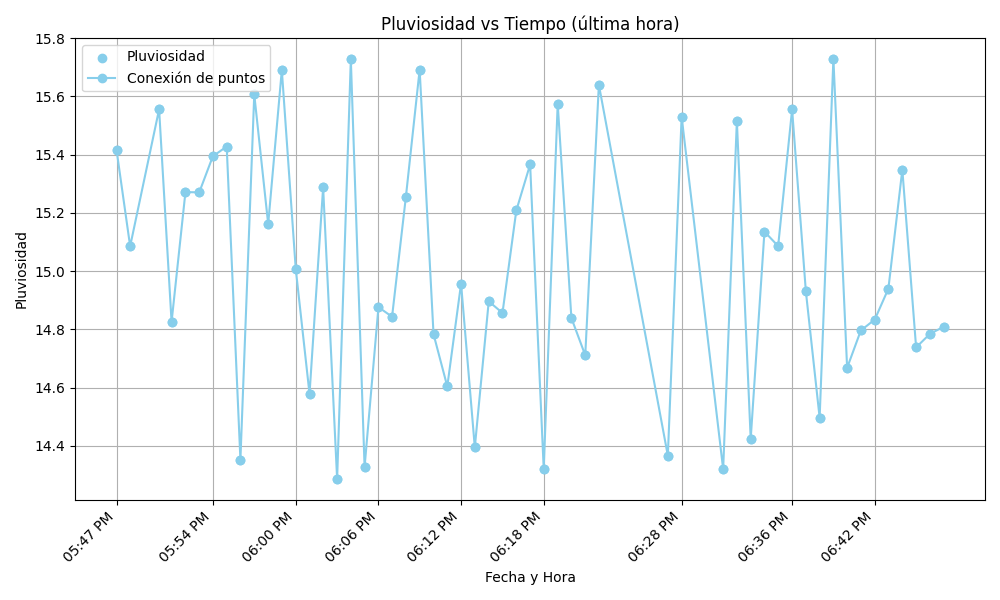 Pluviosidad vs Tiempo (última hora)
Pluviosidad
Conexión de puntos
15.8
15.6
15.4
15.2
15.0
14.8
14.6
14.4
Pluviosidad
05:47 PM
05:54 PM
06:00 PM
06:06 PM
06:12 PM
06:18 PM
06:28 PM
06:36 PM
06:42 PM
Fecha y Hora